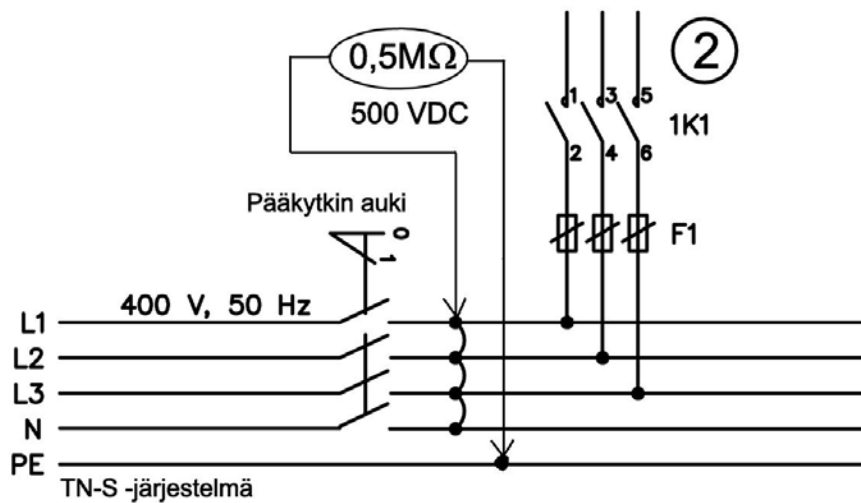 0,5MΩ
500 VDC
2
1 3 5
1K1
2 4 6
Pääkytkin auki
0
1
F1
400 V, 50 Hz
L1
L2
L3
N
PE
TN-S -järjestelmä